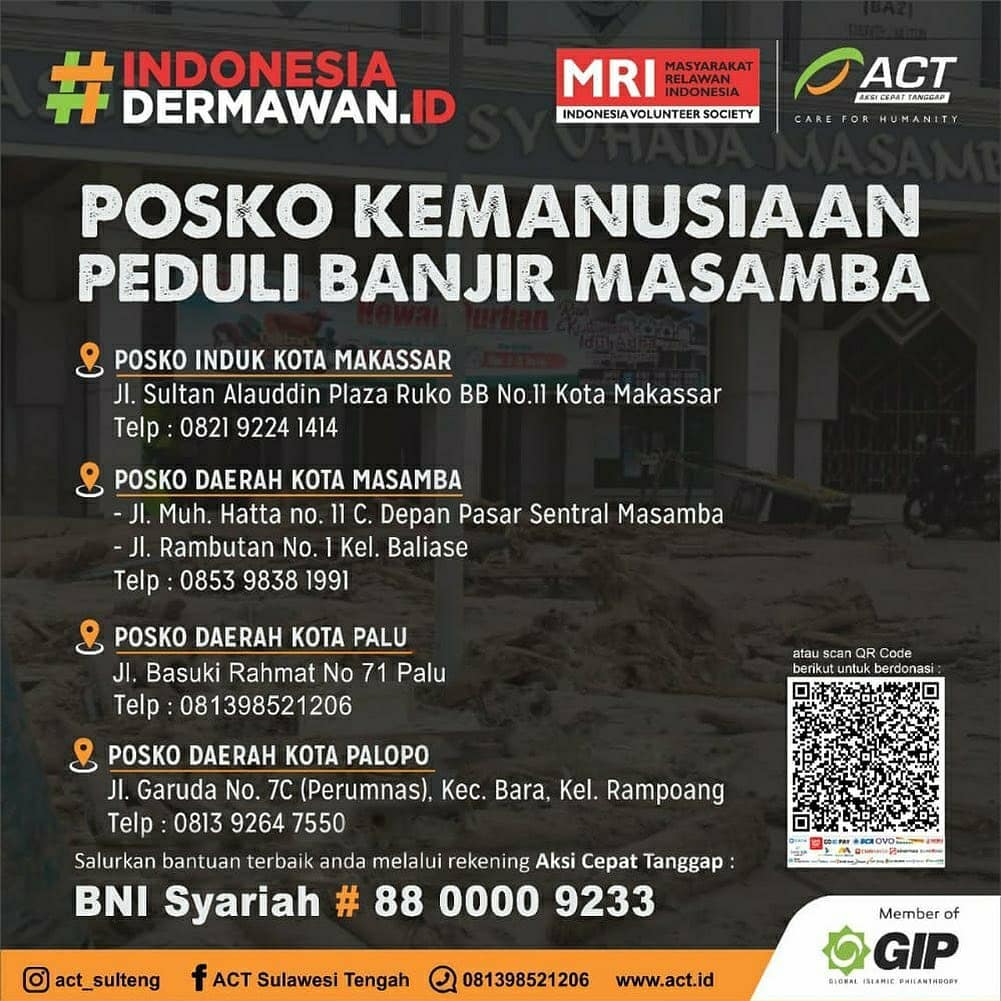 (BAZ)
#INDONESIA
DERMAWAN.ID
MRI
MASYARAKAT
RELAWAN
INDONESIA
INDONESIA VOLUNTEER SOCIETY
ACT
AKSI CEPAT TANGGAP
CARE FOR HUMANITY
SYUHADA MASAMB
POSKO KEMANUSIAAN
PEDULI BANJIR MASAMBA
POSKO INDUK KOTA MAKASSAR
Jl. Sultan Alauddin Plaza Ruko BB No.11 Kota Makassar
Telp : 0821 9224 1414
POSKO DAERAH KOTA MASAMBA
- Jl. Muh. Hatta no. 11 C. Depan Pasar Sentral Masamba
- Jl. Rambutan No. 1 Kel. Baliase
Telp : 0853 9838 1991
POSKO DAERAH KOTA PALU
Jl. Basuki Rahmat No 71 Palu
Telp : 081398521206
atau scan QR Code
berikut untuk berdonasi :
POSKO DAERAH KOTA PALOPO
Jl. Garuda No. 7C (Perumnas), Kec. Bara, Kel. Rampoang
Telp : 0813 9264 7550
Salurkan bantuan terbaik anda melalui rekening Aksi Cepat Tanggap :
BNI Syariah # 88 0000 9233
Member of
GIP
GLOBAL ISLAMIC PHILANTHROPY
act_sulteng
ACT Sulawesi Tengah
081398521206
www.act.id